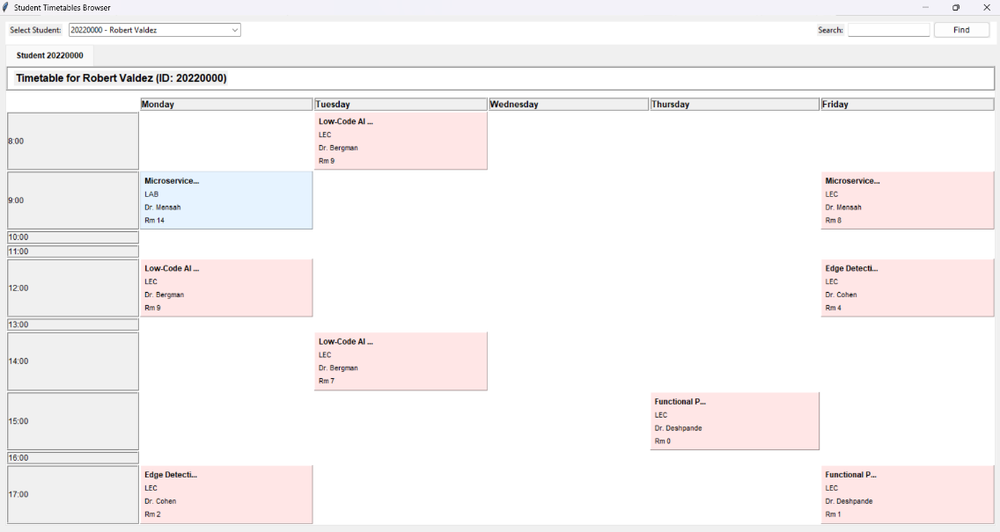 Student Timetables Browser
Select Student: 20220000 - Robert Valdez Search: Find
Student 20220000
Timetable for Robert Valdez (ID: 20220000)
Monday Tuesday Wednesday Thursday Friday
8:00
Low-Code AI ...
LEC
Dr. Bergman
Rm 9
9:00
Microservice...
LAB
Dr. Mensah
Rm 14
Microservice...
LEC
Dr. Mensah
Rm 8
10:00
11:00
12:00
Low-Code AI ...
LEC
Dr. Bergman
Rm 9
Edge Detecti...
LEC
Dr. Cohen
Rm 4
13:00
14:00
Low-Code AI ...
LEC
Dr. Bergman
Rm 7
15:00
Functional P...
LEC
Dr. Deshpande
Rm 0
16:00
17:00
Edge Detecti...
LEC
Dr. Cohen
Rm 2
Functional P...
LEC
Dr. Deshpande
Rm 1